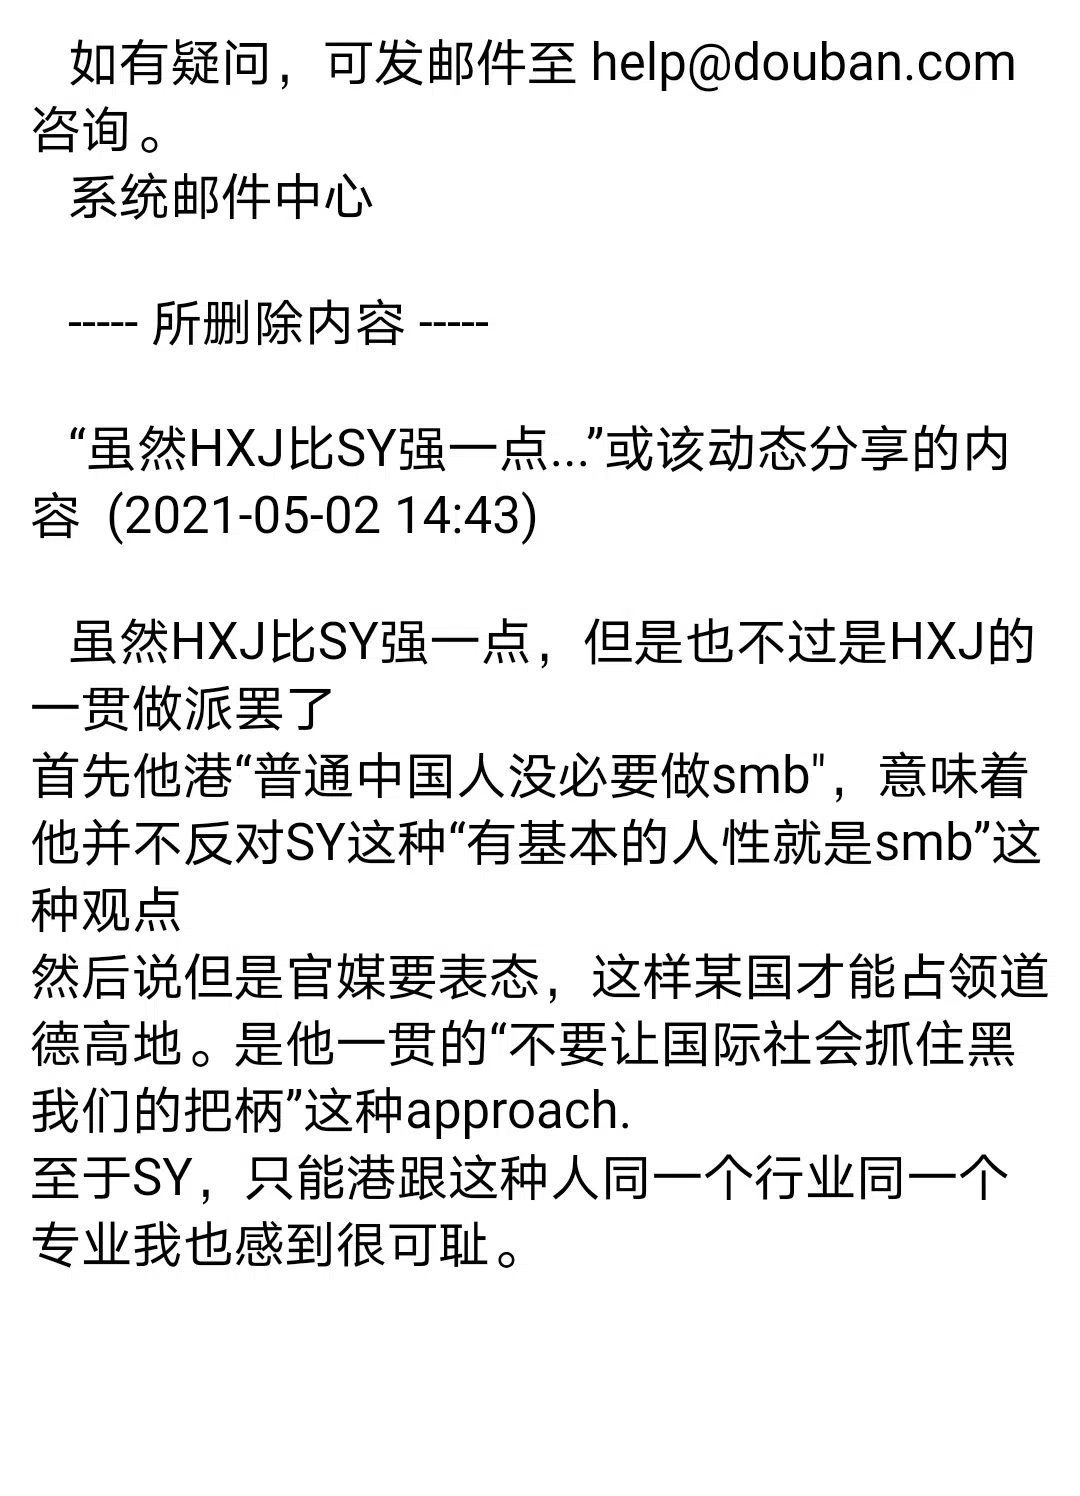 如有疑问，可发邮件至 help@douban.com
咨询。
系统邮件中心
----- 所删除内容 -----
“虽然HXJ比SY强一点...”或该动态分享的内
容 (2021-05-02 14:43)
虽然HXJ比SY强一点，但是也不过是HXJ的
一贯做派罢了
首先他港“普通中国人没必要做smb"，意味着
他并不反对SY这种“有基本的人性就是smb”这
种观点
然后说但是官媒要表态，这样某国才能占领道
德高地。是他一贯的“不要让国际社会抓住黑
我们的把柄”这种approach.
至于SY，只能港跟这种人同一个行业同一个
专业我也感到很可耻。